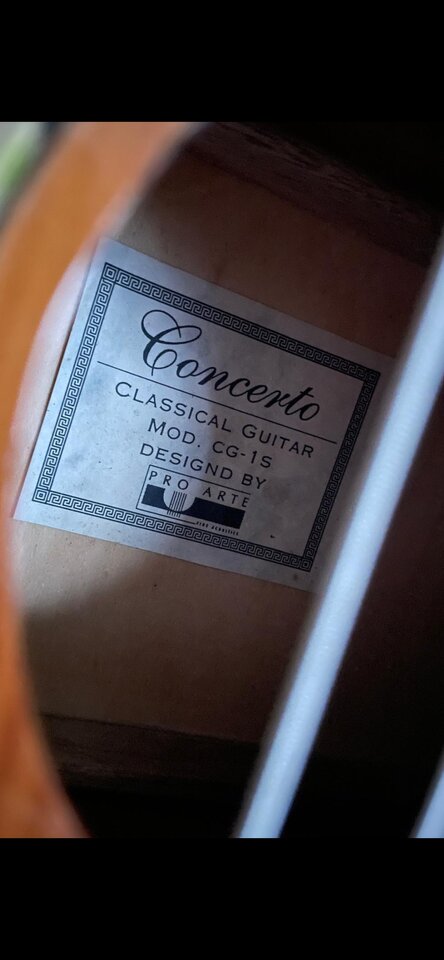 Concerto
CLASSICAL GUITAR
MOD. CG-1S
DESIGND BY
PRO ARTE